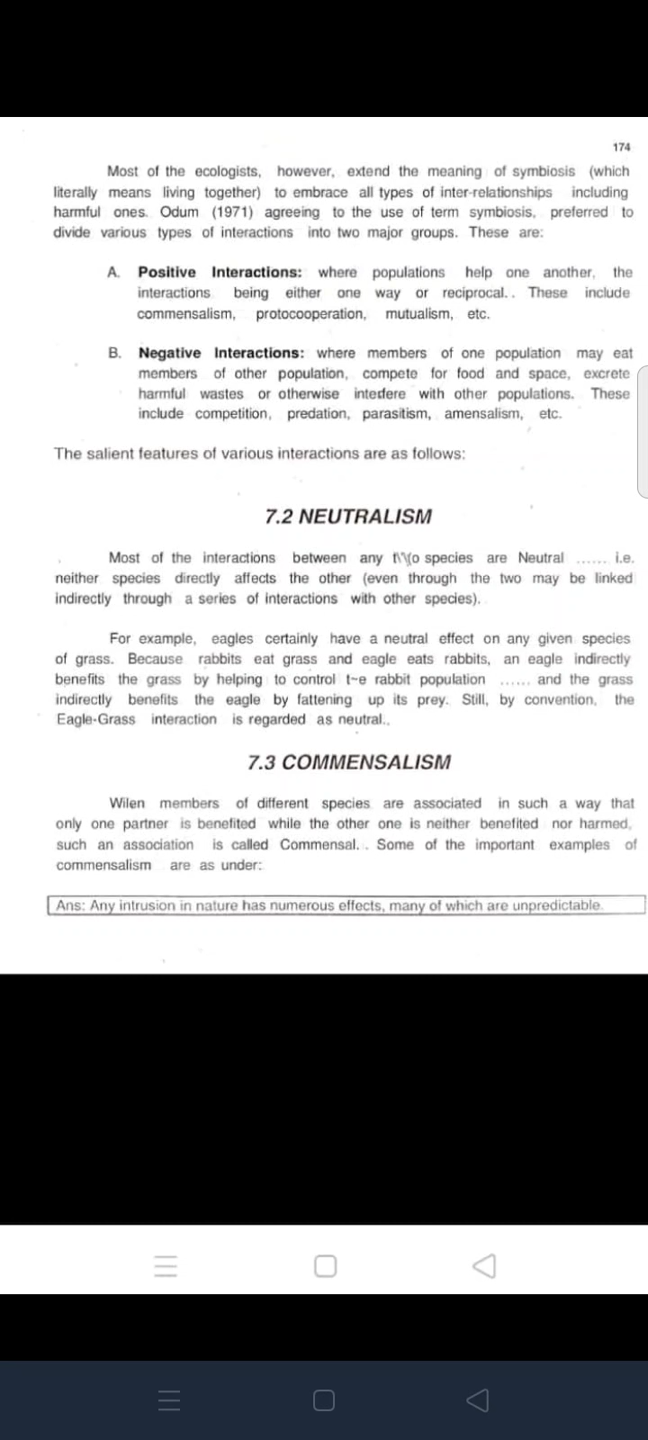 174
Most of the ecologists, however, extend the meaning of symbiosis (which
literally means living together) to embrace all types of inter-relationships including
harmful ones. Odum (1971) agreeing to the use of term symbiosis, preferred to
divide various types of interactions into two major groups. These are:
A. Positive Interactions: where populations help one another, the
interactions being either one way or reciprocal.. These include
commensalism, protocooperation, mutualism, etc.
B. Negative Interactions: where members of one population may eat
members of other population, compete for food and space, excrete
harmful wastes or otherwise interfere with other populations. These
include competition, predation, parasitism, amensalism, etc.
The salient features of various interactions are as follows:
7.2 NEUTRALISM
Most of the interactions between any t\\(o species are Neutral ...... i.e.
neither species directly affects the other (even through the two may be linked
indirectly through a series of interactions with other species).
For example, eagles certainly have a neutral effect on any given species
of grass. Because rabbits eat grass and eagle eats rabbits, an eagle indirectly
benefits the grass by helping to control t~e rabbit population ...... and the grass
indirectly benefits the eagle by fattening up its prey. Still, by convention, the
Eagle-Grass interaction is regarded as neutral..
7.3 COMMENSALISM
Wilen members of different species are associated in such a way that
only one partner is benefited while the other one is neither benefited nor harmed,
such an association is called Commensal. . Some of the important examples of
commensalism are as under:
Ans: Any intrusion in nature has numerous effects, many of which are unpredictable.